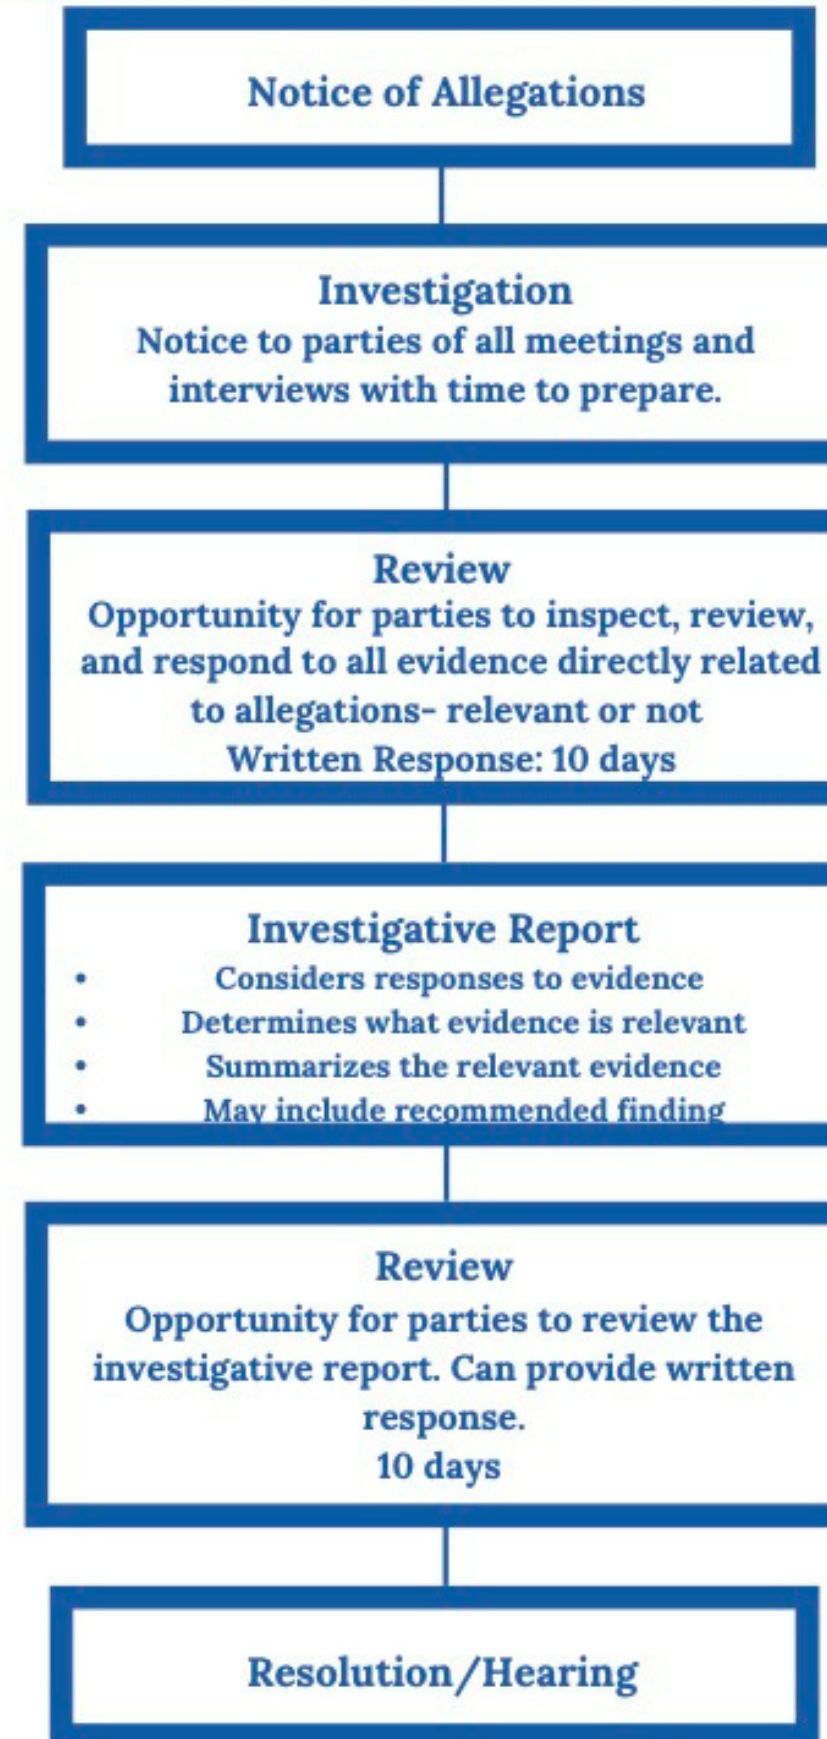 Notice of Allegations
Investigation
Notice to parties of all meetings and
interviews with time to prepare.
Review
Opportunity for parties to inspect, review,
and respond to all evidence directly related
to allegations- relevant or not
Written Response: 10 days
Investigative Report
• Considers responses to evidence
• Determines what evidence is relevant
• Summarizes the relevant evidence
• May include recommended finding
Review
Opportunity for parties to review the
investigative report. Can provide written
response.
10 days
Resolution/Hearing